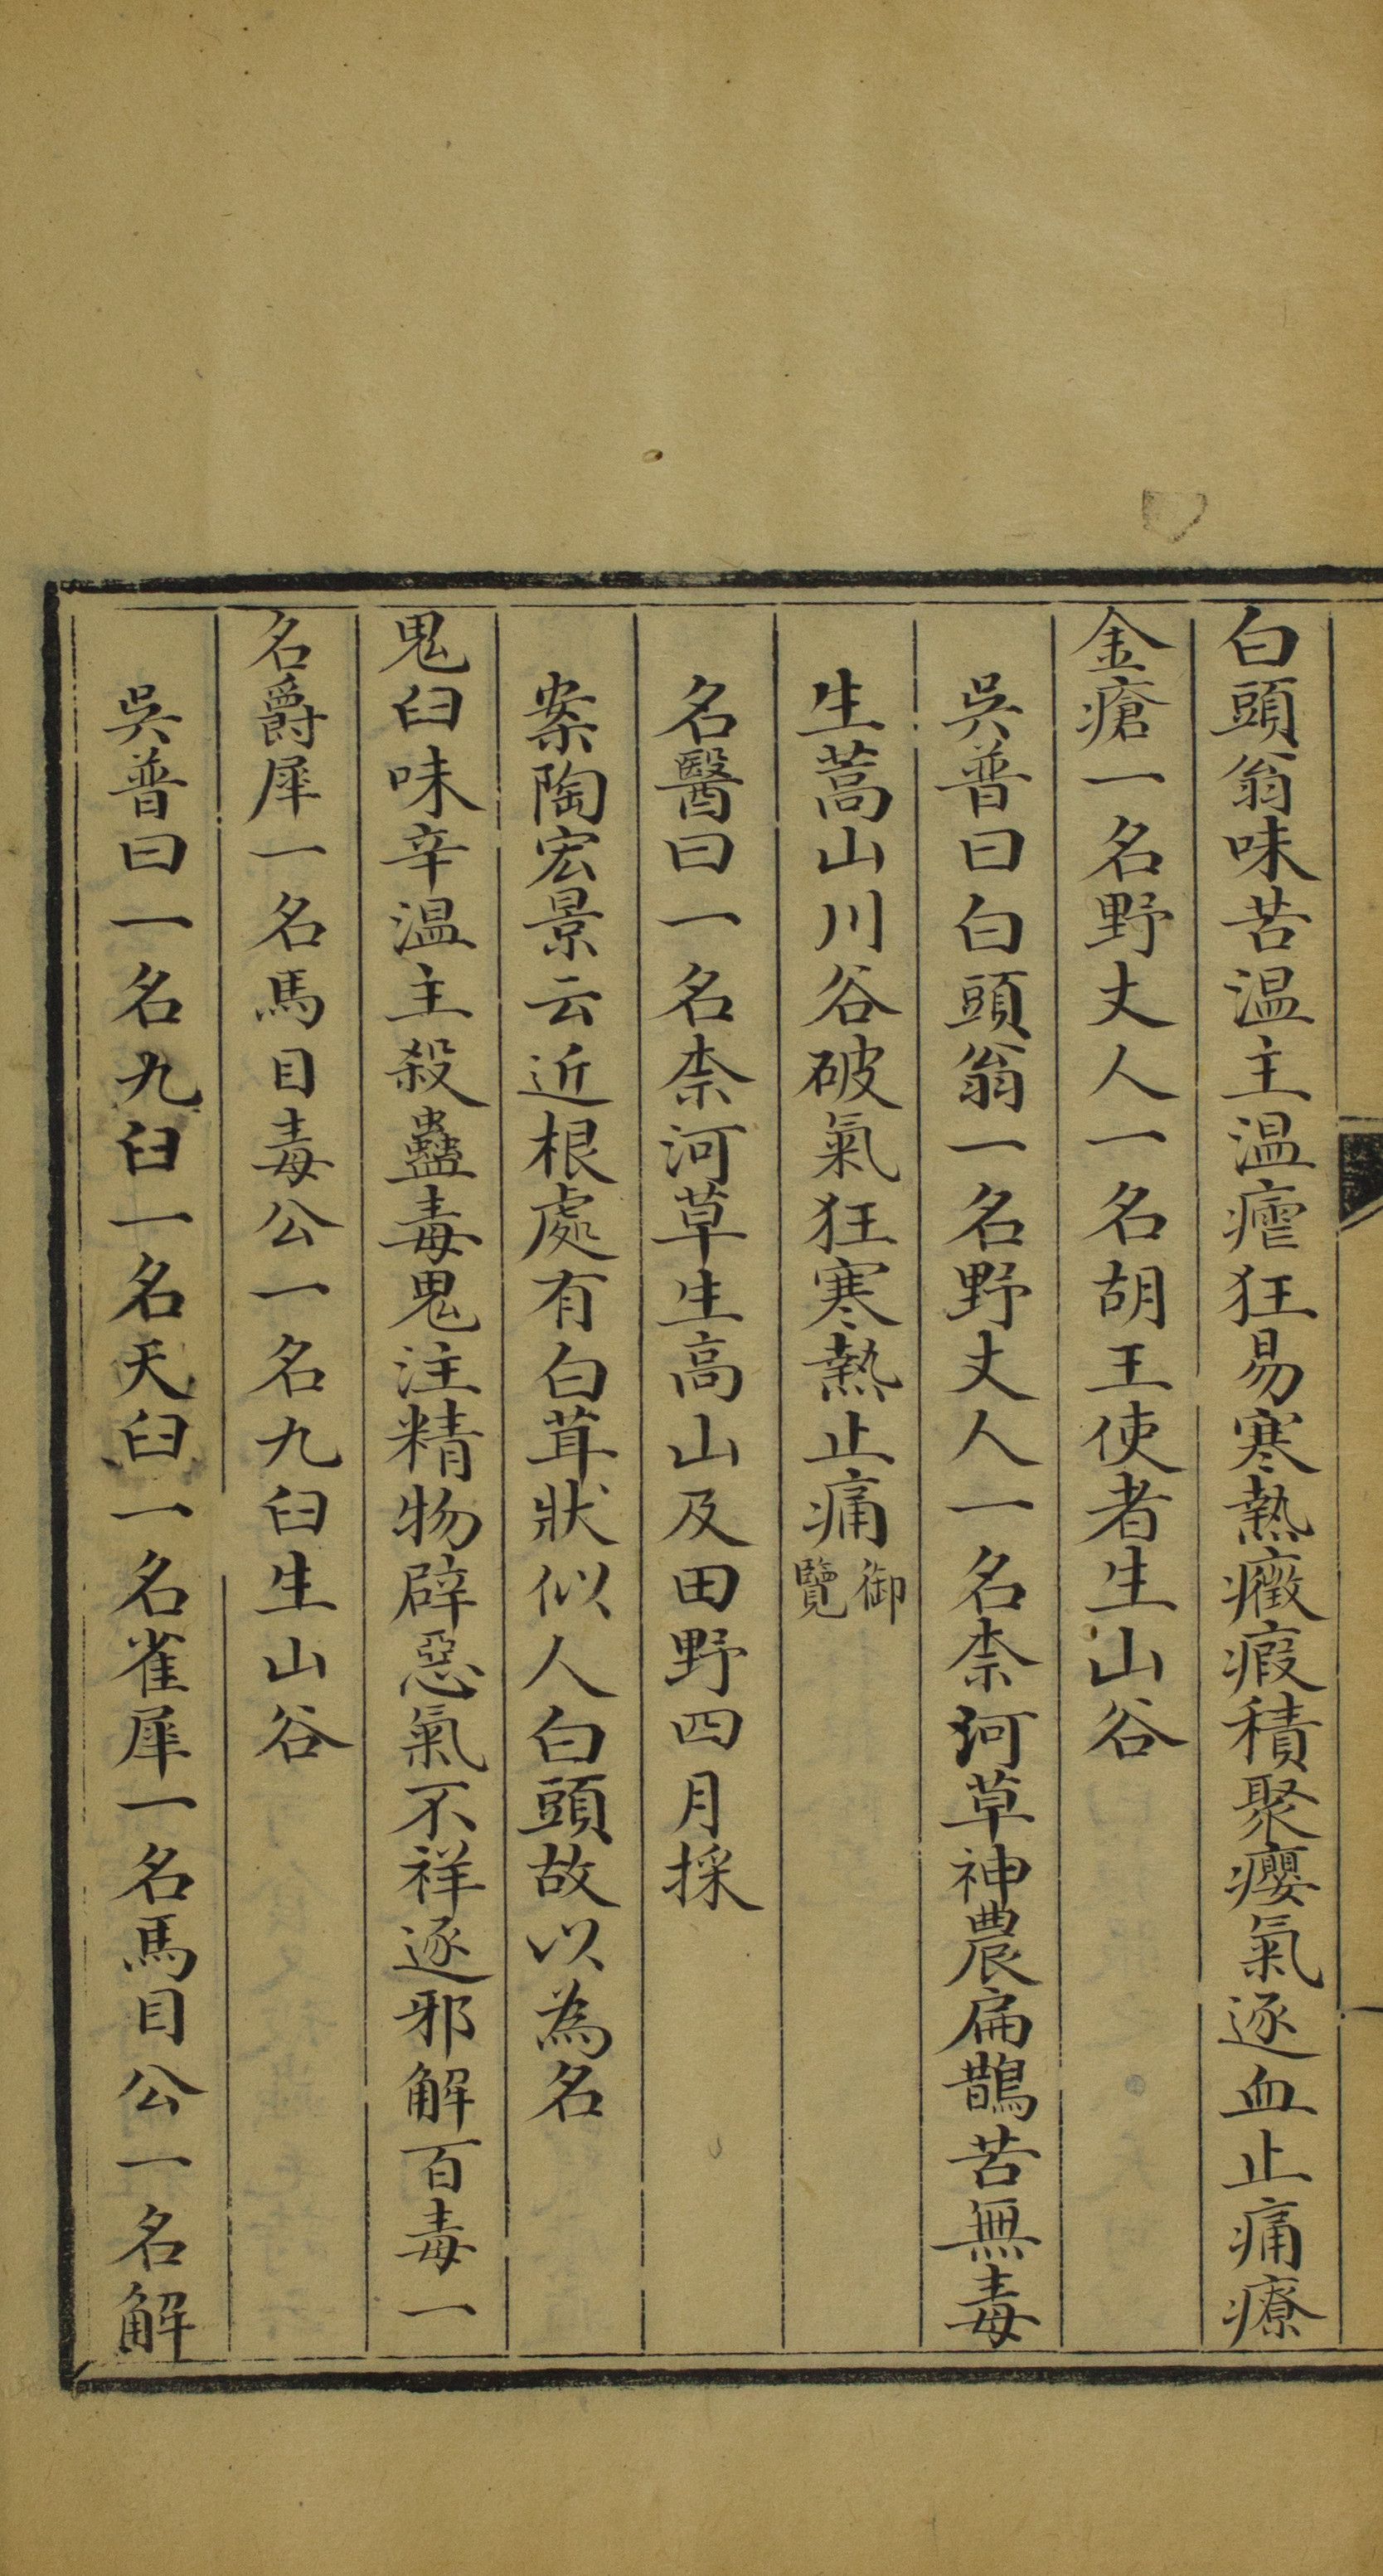 白頭翁味苦温主温瘧狂易寒熱癥瘕積聚癭氣逐血止痛療
金瘡一名野丈人一名胡王使者生山谷
吳普曰白頭翁一名野丈人一名柰河草神農扁鵲苦無毒
生蒿山川谷破氣狂寒熱止痛御覽
名醫曰一名柰河草生高山及田野四月採
案陶宏景云近根處有白茸狀似人白頭故以為名
鬼臼味辛温主殺蠱毒鬼注精物辟惡氣不祥逐邪解百毒一
名爵犀一名馬目毒公一名九臼生山谷
吳普曰一名九臼一名天臼一名雀犀一名馬目公一名解